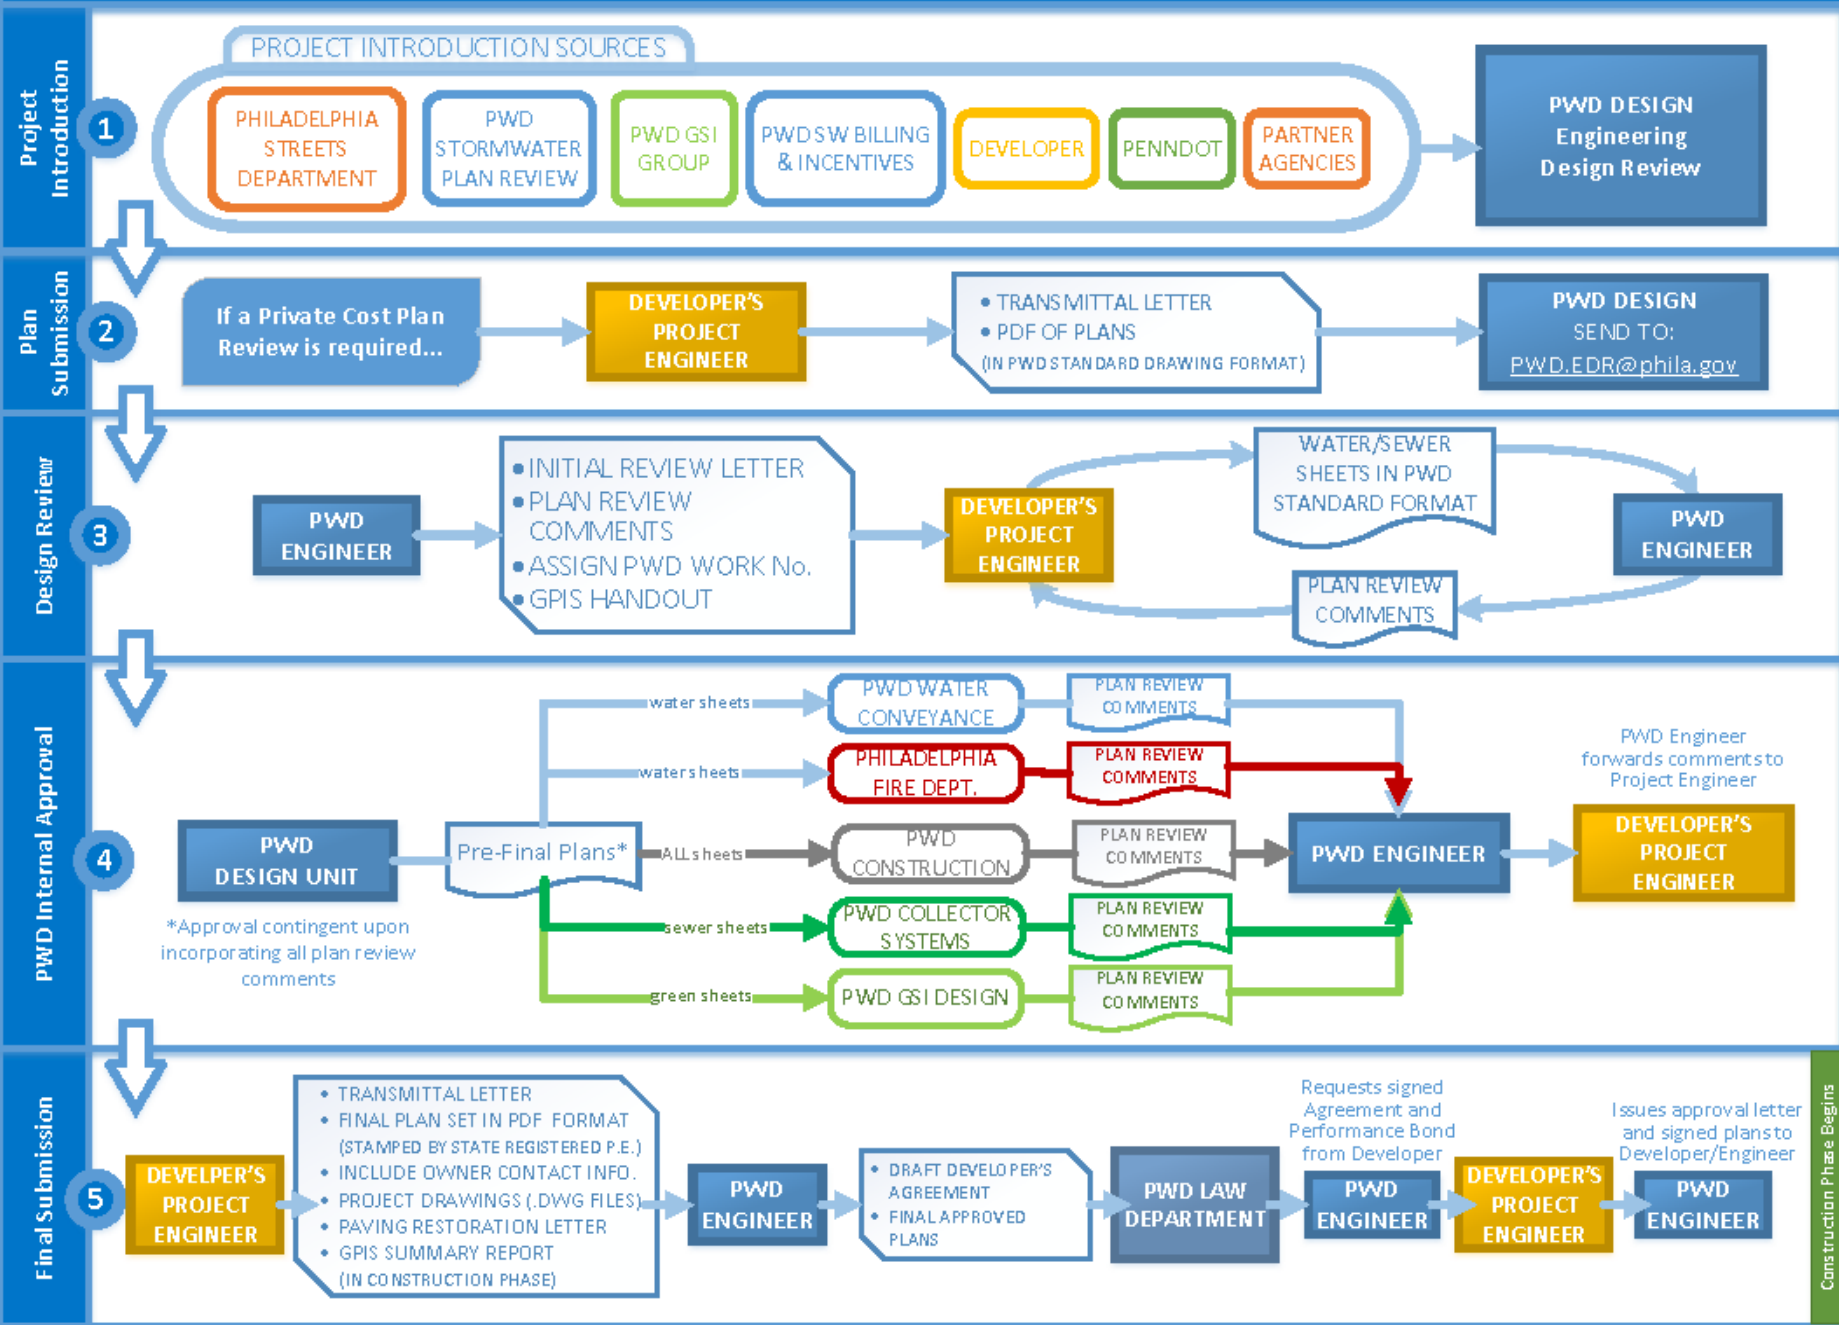 Project
Introduction
1
PROJECT INTRODUCTION SOURCES
PHILADELPHIA
STREETS
DEPARTMENT
PWD
STORMWATER
PLAN REVIEW
PWD GSI
GROUP
PWD SW BILLING
& INCENTIVES
DEVELOPER
PENNDOT
PARTNER
AGENCIES
PWD DESIGN
Engineering
Design Review
Plan
Submission
2
If a Private Cost Plan
Review is required...
DEVELOPER'S
PROJECT
ENGINEER
• TRANSMITTAL LETTER
• PDF OF PLANS
(IN PWD STANDARD DRAWING FORMAT)
PWD DESIGN
SEND TO:
PWD.EDR@phila.gov
Design Review
3
PWD
ENGINEER
• INITIAL REVIEW LETTER
• PLAN REVIEW
COMMENTS
• ASSIGN PWD WORK No.
• GPIS HANDOUT
DEVELOPER'S
PROJECT
ENGINEER
WATER/SEWER
SHEETS IN PWD
STANDARD FORMAT
PWD
ENGINEER
PLAN REVIEW
COMMENTS
PWD Internal Approval
4
PWD
DESIGN UNIT
*Approval contingent upon
incorporating all plan review
comments
Pre-Final Plans*
water sheets
PWD WATER
CONVEYANCE
PLAN REVIEW
COMMENTS
water sheets
PHILADELPHIA
FIRE DEPT.
PLAN REVIEW
COMMENTS
ALL sheets
PWD
CONSTRUCTION
PLAN REVIEW
COMMENTS
sewer sheets
PWD COLLECTOR
SYSTEMS
PLAN REVIEW
COMMENTS
green sheets
PWD GSI DESIGN
PLAN REVIEW
COMMENTS
PWD ENGINEER
PWD Engineer
forwards comments to
Project Engineer
DEVELOPER'S
PROJECT
ENGINEER
Final Submission
5
DEVELPER'S
PROJECT
ENGINEER
• TRANSMITTAL LETTER
• FINAL PLAN SET IN PDF FORMAT
(STAMPED BY STATE REGISTERED P.E.)
• INCLUDE OWNER CONTACT INFO.
• PROJECT DRAWINGS (.DWG FILES)
• PAVING RESTORATION LETTER
• GPIS SUMMARY REPORT
(IN CONSTRUCTION PHASE)
PWD
ENGINEER
• DRAFT DEVELOPER'S
AGREEMENT
• FINAL APPROVED
PLANS
PWD LAW
DEPARTMENT
Requests signed
Agreement and
Performance Bond
from Developer
PWD
ENGINEER
DEVELOPER'S
PROJECT
ENGINEER
Issues approval letter
and signed plans to
Developer/Engineer
PWD
ENGINEER
Construction Phase Begins